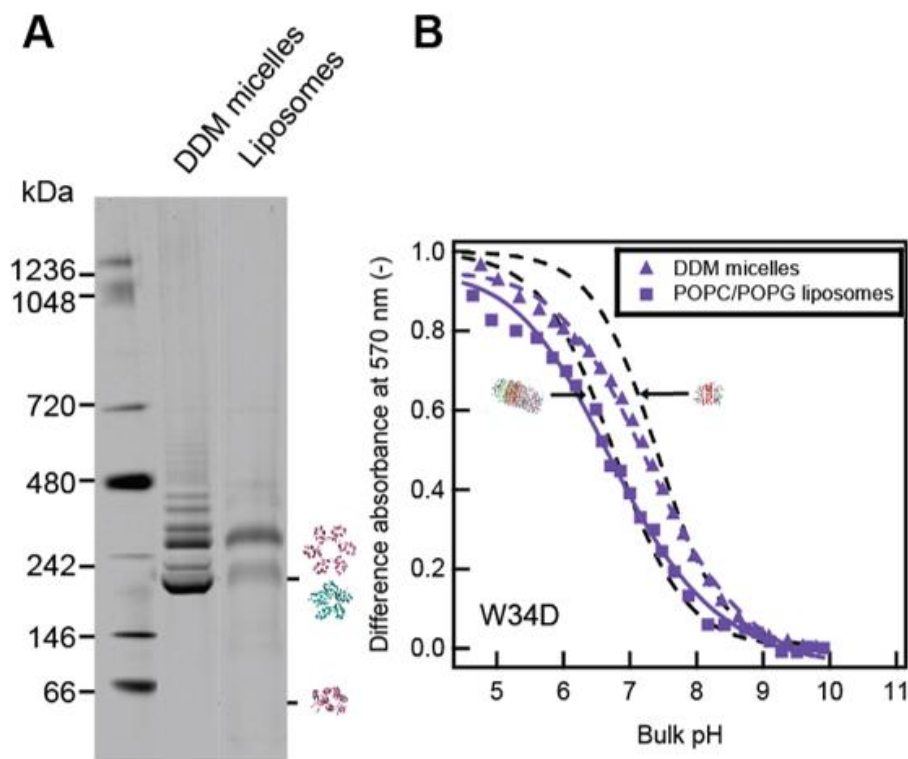 A
DDM micelles
Liposomes
kDa
1236
1048
720
480
242
146
66
B
Difference absorbance at 570 nm (-)
1.0
0.8
0.6
0.4
0.2
0.0
DDM micelles
POPC/POPG liposomes
W34D
5 6 7 8 9 10 11
Bulk pH